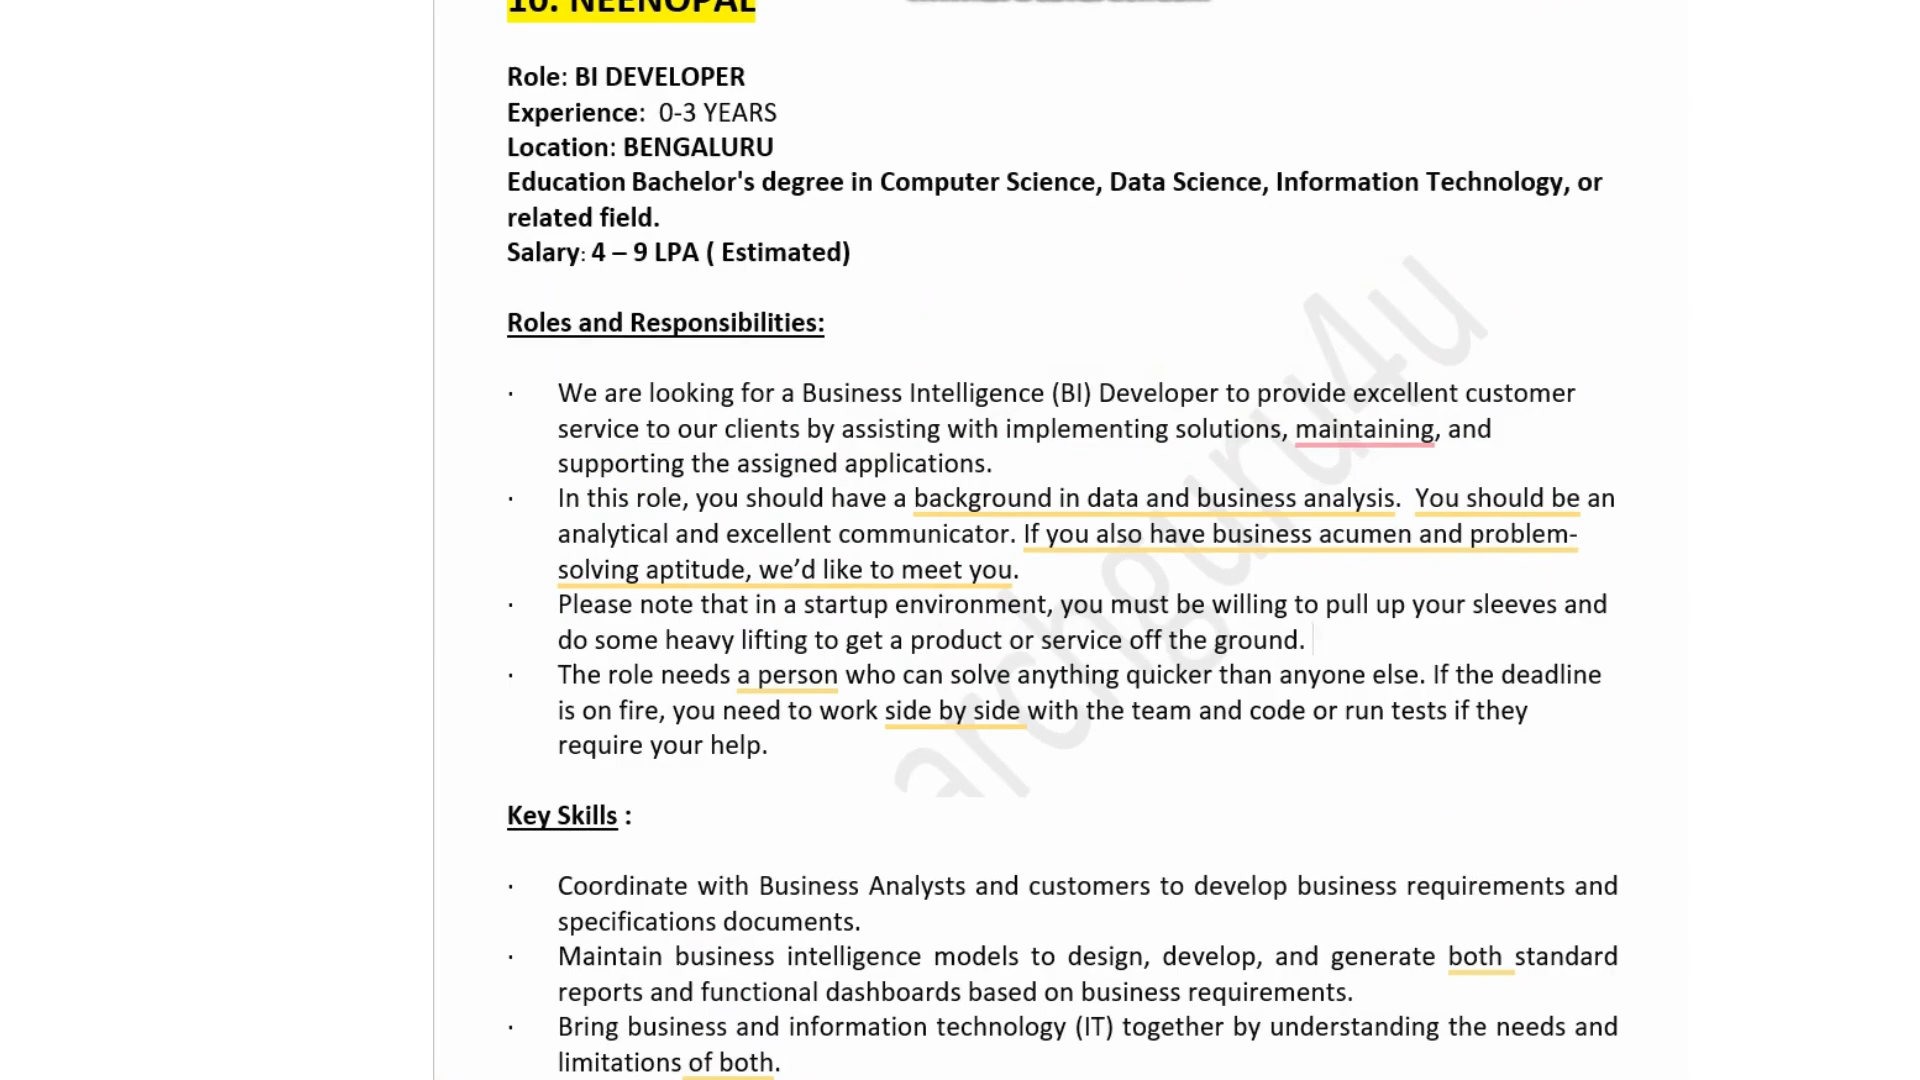 10. NEENOPAL
Role: BI DEVELOPER
Experience: 0-3 YEARS
Location: BENGALURU
Education Bachelor's degree in Computer Science, Data Science, Information Technology, or
related field.
Salary: 4 – 9 LPA ( Estimated)
Roles and Responsibilities:
· We are looking for a Business Intelligence (BI) Developer to provide excellent customer
service to our clients by assisting with implementing solutions, maintaining, and
supporting the assigned applications.
· In this role, you should have a background in data and business analysis. You should be an
analytical and excellent communicator. If you also have business acumen and problem-
solving aptitude, we’d like to meet you.
· Please note that in a startup environment, you must be willing to pull up your sleeves and
do some heavy lifting to get a product or service off the ground.
· The role needs a person who can solve anything quicker than anyone else. If the deadline
is on fire, you need to work side by side with the team and code or run tests if they
require your help.
Key Skills :
· Coordinate with Business Analysts and customers to develop business requirements and
specifications documents.
· Maintain business intelligence models to design, develop, and generate both standard
reports and functional dashboards based on business requirements.
· Bring business and information technology (IT) together by understanding the needs and
limitations of both.
archguru4u